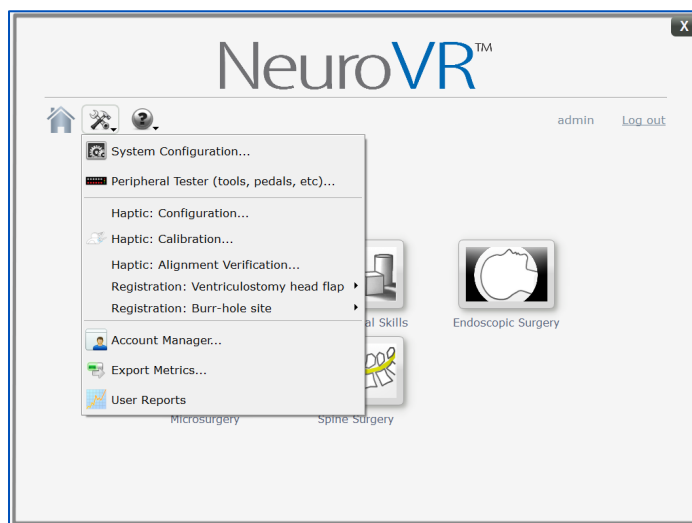 X
NeuroVR™
admin Log out
System Configuration...
Peripheral Tester (tools, pedals, etc)...
Haptic: Configuration...
Haptic: Calibration...
Haptic: Alignment Verification...
Registration: Ventriculostomy head flap
Registration: Burr-hole site
Account Manager...
Export Metrics...
User Reports
Skills
Endoscopic Surgery
Microsurgery
Spine Surgery